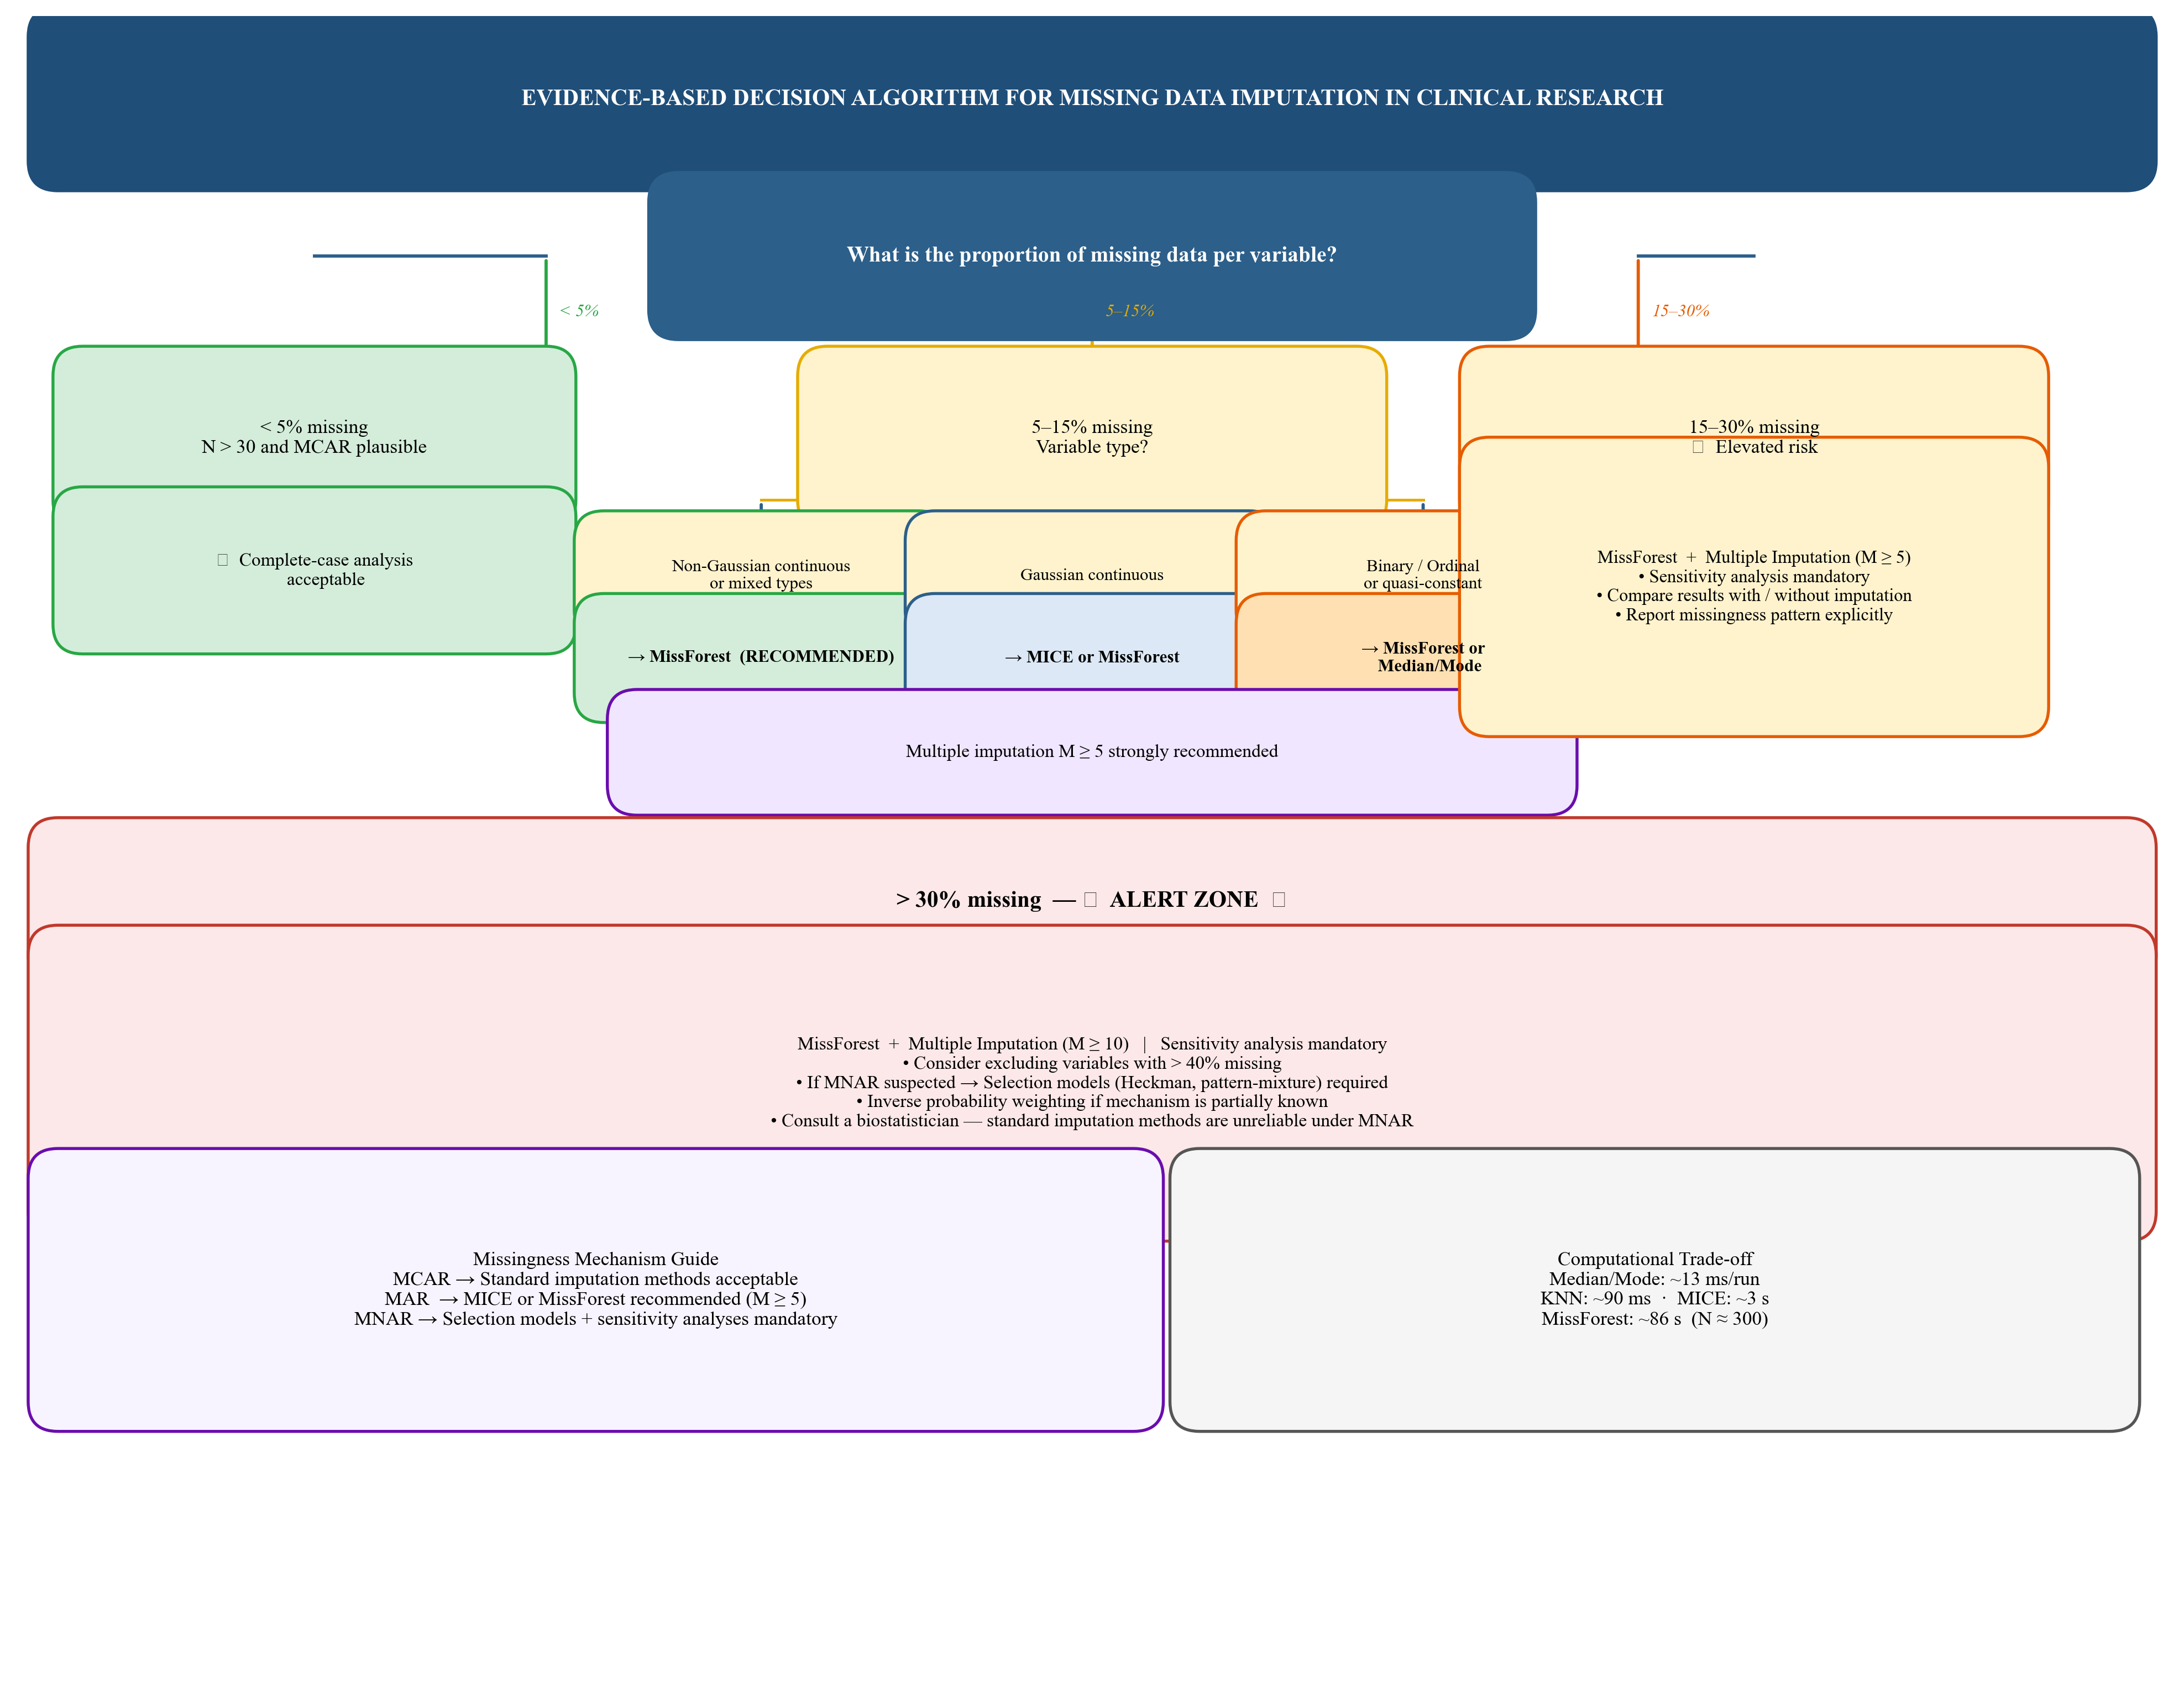 EVIDENCE-BASED DECISION ALGORITHM FOR MISSING DATA IMPUTATION IN CLINICAL RESEARCH
What is the proportion of missing data per variable?
< 5%
5–15%
15–30%
< 5% missing
N > 30 and MCAR plausible
5–15% missing
Variable type?
15–30% missing
Elevated risk
Complete-case analysis
acceptable
Non-Gaussian continuous
or mixed types
Gaussian continuous
Binary / Ordinal
or quasi-constant
MissForest + Multiple Imputation (M ≥ 5)
• Sensitivity analysis mandatory
• Compare results with / without imputation
• Report missingness pattern explicitly
→ MissForest (RECOMMENDED)
→ MICE or MissForest
→ MissForest or
Median/Mode
Multiple imputation M ≥ 5 strongly recommended
> 30% missing — ALERT ZONE
MissForest + Multiple Imputation (M ≥ 10) | Sensitivity analysis mandatory
• Consider excluding variables with > 40% missing
• If MNAR suspected → Selection models (Heckman, pattern-mixture) required
• Inverse probability weighting if mechanism is partially known
• Consult a biostatistician — standard imputation methods are unreliable under MNAR
Missingness Mechanism Guide
MCAR → Standard imputation methods acceptable
MAR → MICE or MissForest recommended (M ≥ 5)
MNAR → Selection models + sensitivity analyses mandatory
Computational Trade-off
Median/Mode: ~13 ms/run
KNN: ~90 ms · MICE: ~3 s
MissForest: ~86 s (N ≈ 300)